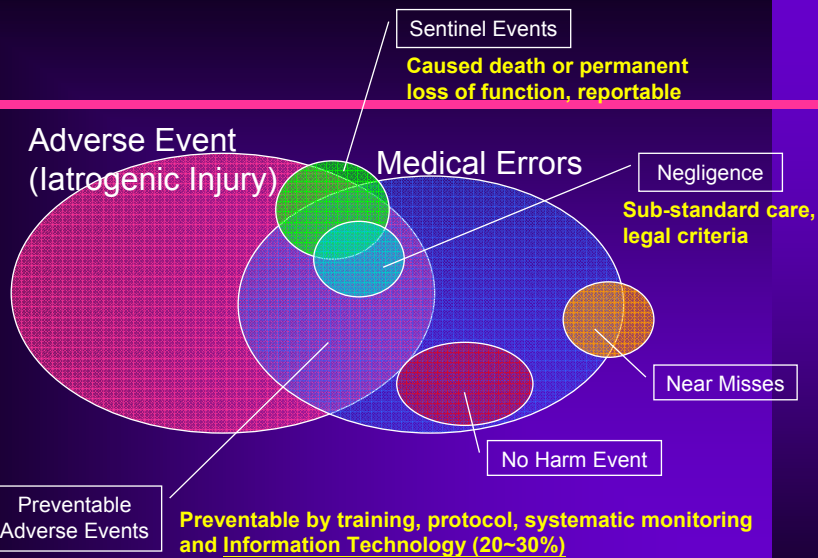 Sentinel Events
Caused death or permanent
loss of function, reportable
Adverse Event
(Iatrogenic Injury)
Medical Errors
Negligence
Sub-standard care,
legal criteria
Near Misses
No Harm Event
Preventable
Adverse Events
Preventable by training, protocol, systematic monitoring
and Information Technology (20~30%)